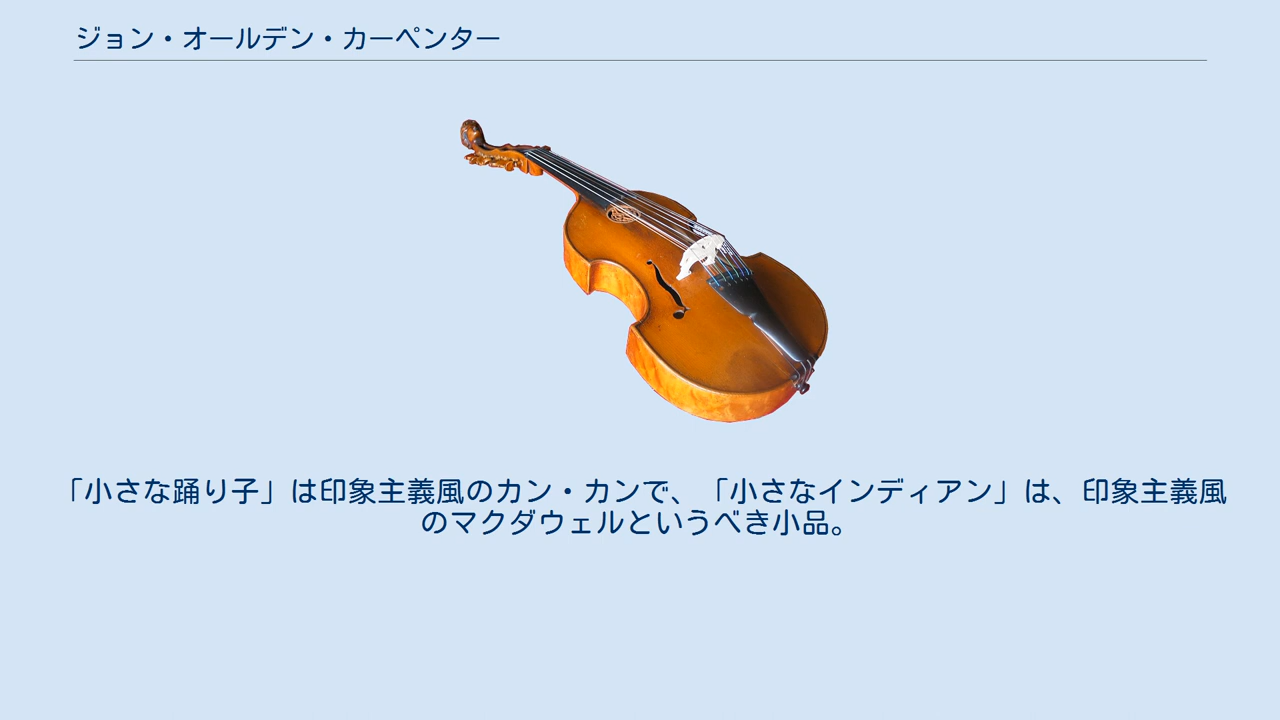 ジョン・オールデン・カーペンター
「小さな踊り子」は印象主義風のカン・カンで、「小さなインディアン」は、印象主義風
のマクダウェルというべき小品。